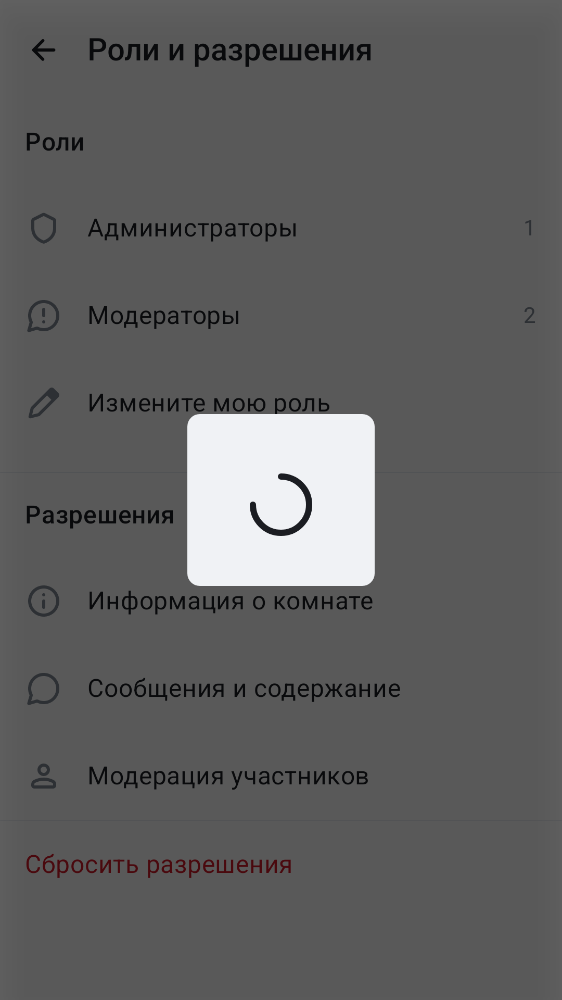 Роли и разрешения
Роли
Администраторы 1
Модераторы 2
Измените мою роль
Разрешения
Информация о комнате
Сообщения и содержание
Модерация участников
Сбросить разрешения